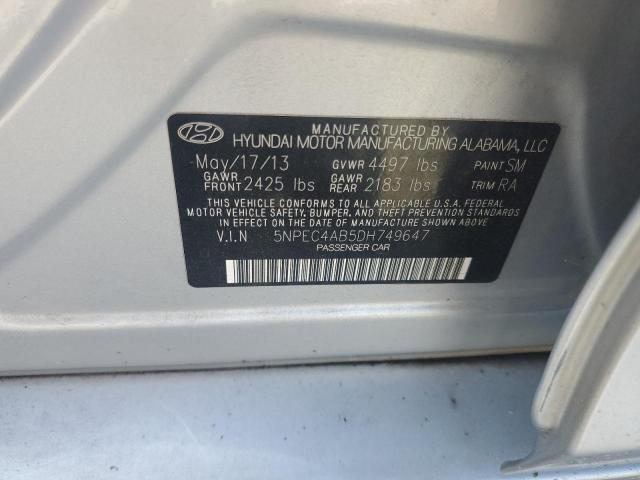 MANUFACTURED BY
HYUNDAI MOTOR MANUFACTURING ALABAMA, LLC
May/17/13 GVWR 4497 lbs PAINT SM
GAWR FRONT 2425 lbs GAWR REAR 2183 lbs TRIM RA
THIS VEHICLE CONFORMS TO ALL APPLICABLE U.S.A. FEDERAL
MOTOR VEHICLE SAFETY, BUMPER, AND THEFT PREVENTION
STANDARDS IN EFFECT ON THE DATE OF MANUFACTURE SHOWN ABOVE.
V.I.N 5NPEC4AB5DH749647
PASSENGER CAR